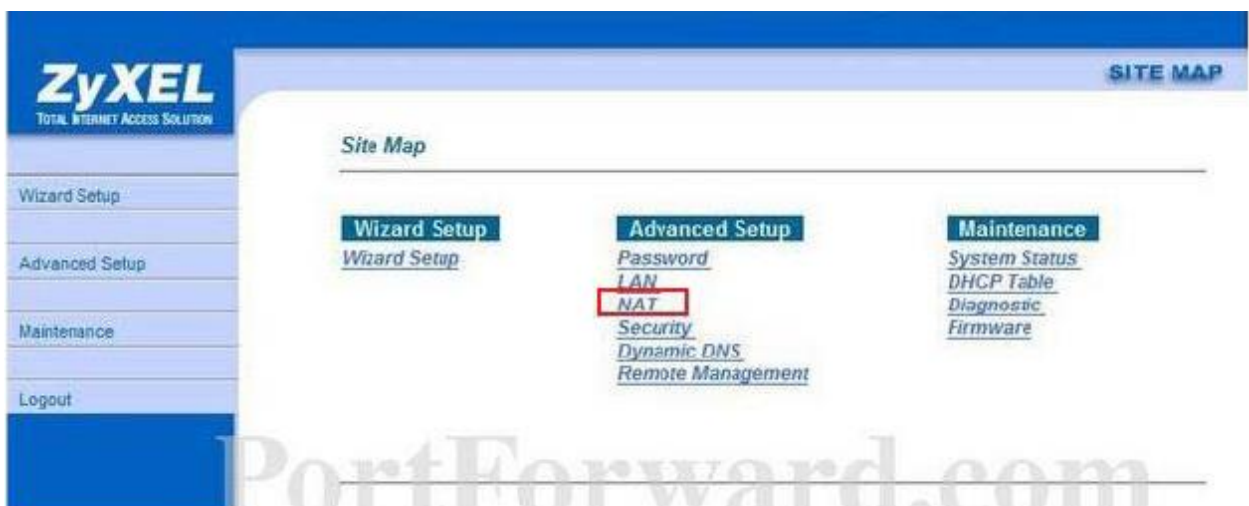 ZyXEL
TOTAL INTERNET ACCESS SOLUTION
SITE MAP
Site Map
Wizard Setup
Advanced Setup
Maintenance
Logout
Wizard Setup
Wizard Setup
Advanced Setup
Password
LAN
NAT
Security
Dynamic DNS
Remote Management
Maintenance
System Status
DHCP Table
Diagnostic
Firmware
PortForward.com